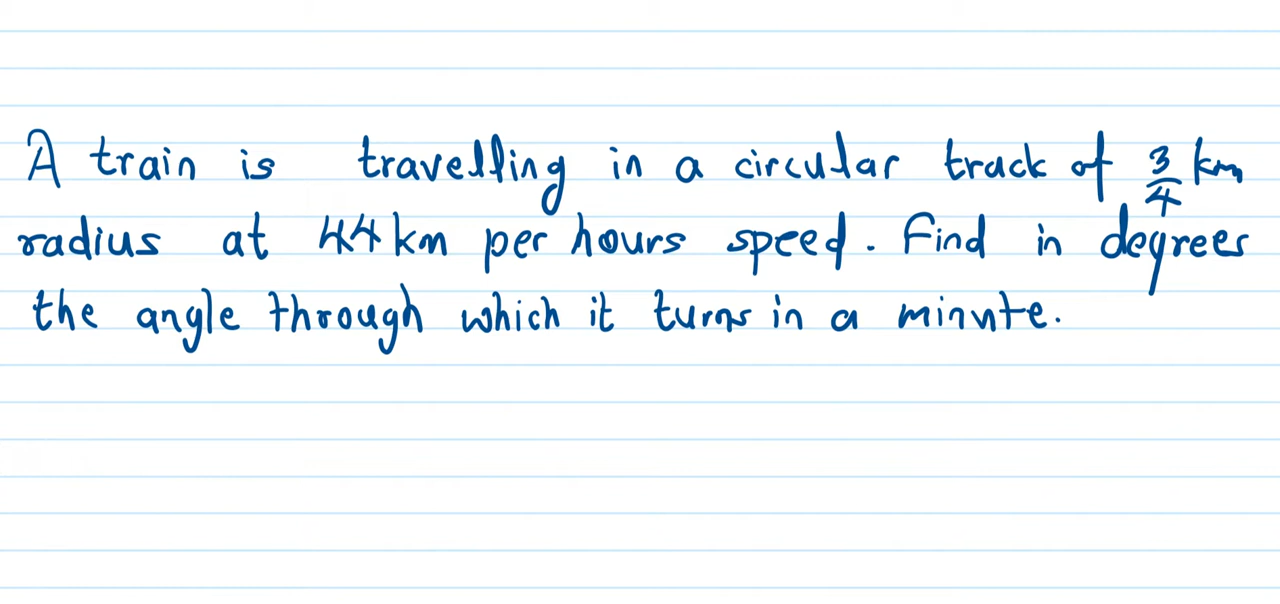 A train is travelling in a circular track of 3/4 km
radius at 44 km per hours speed. Find in degrees
the angle through which it turns in a minute.